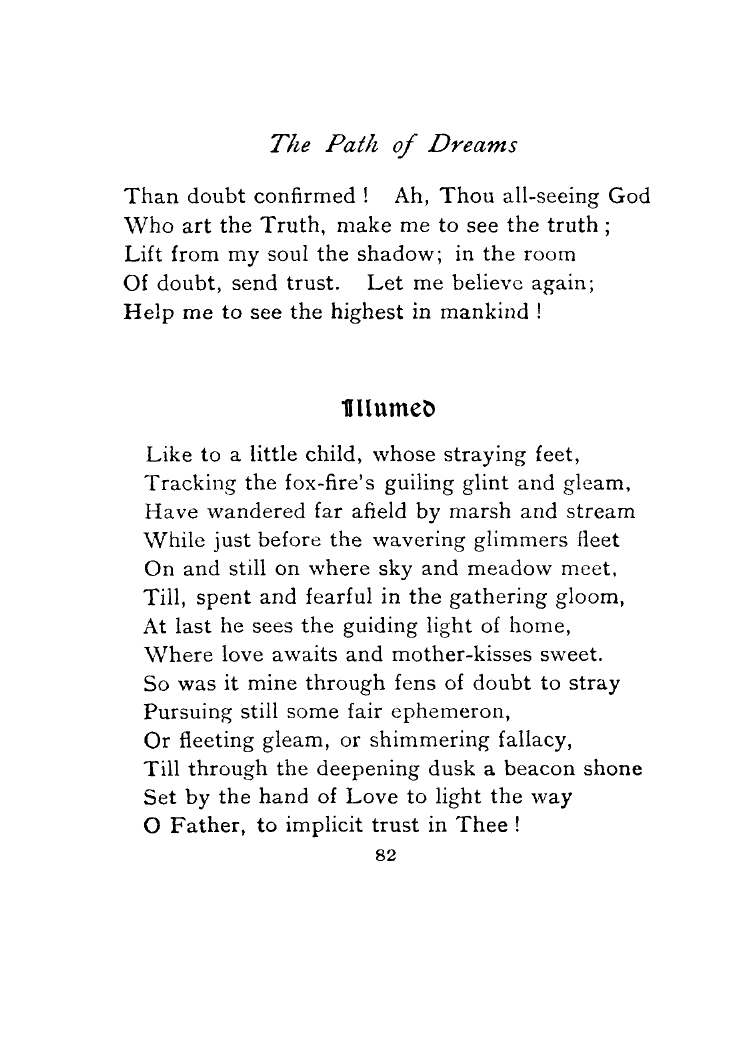 The Path of Dreams
Than doubt confirmed ! Ah, Thou all-seeing God
Who art the Truth, make me to see the truth ;
Lift from my soul the shadow; in the room
Of doubt, send trust. Let me believe again;
Help me to see the highest in mankind !
Illumed
Like to a little child, whose straying feet,
Tracking the fox-fire's guiling glint and gleam,
Have wandered far afield by marsh and stream
While just before the wavering glimmers fleet
On and still on where sky and meadow meet,
Till, spent and fearful in the gathering gloom,
At last he sees the guiding light of home,
Where love awaits and mother-kisses sweet.
So was it mine through fens of doubt to stray
Pursuing still some fair ephemeron,
Or fleeting gleam, or shimmering fallacy,
Till through the deepening dusk a beacon shone
Set by the hand of Love to light the way
O Father, to implicit trust in Thee !
82